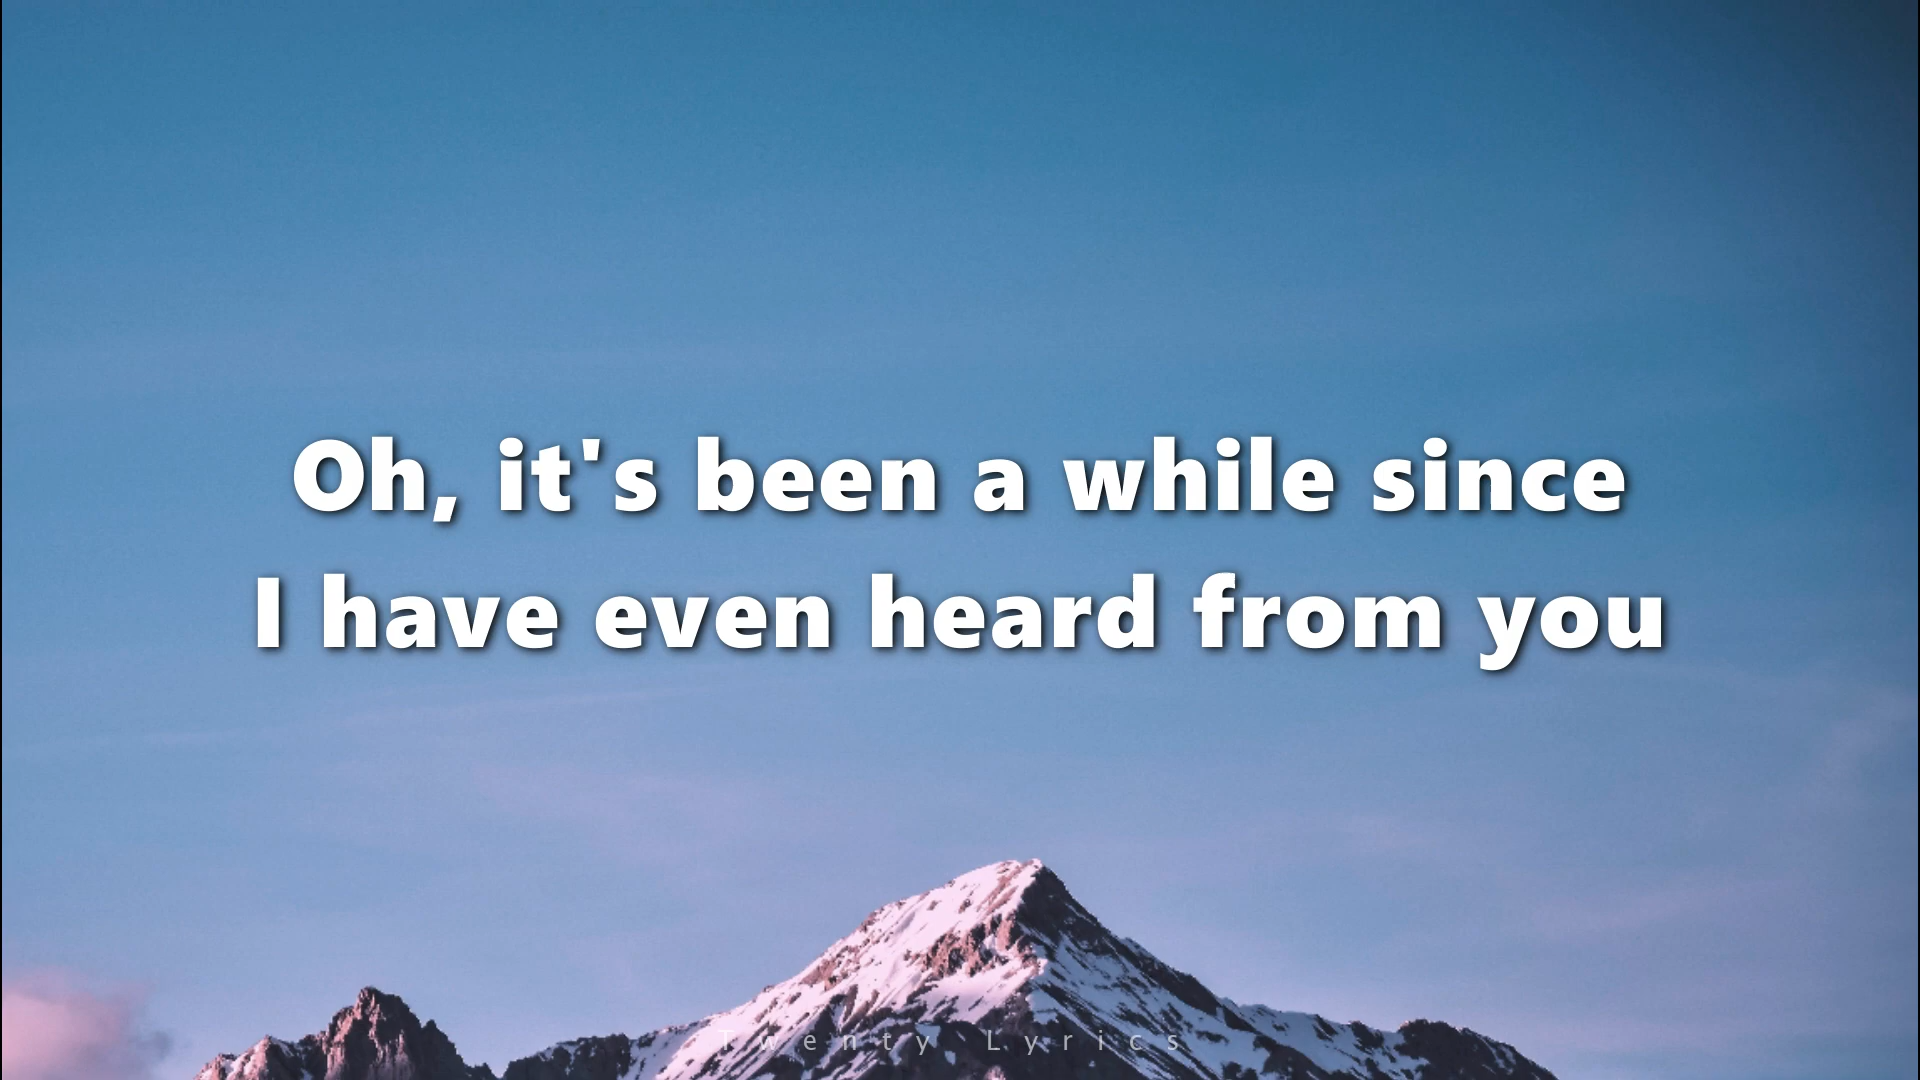 Oh, it's been a while since
I have even heard from you
Twenty Lyrics